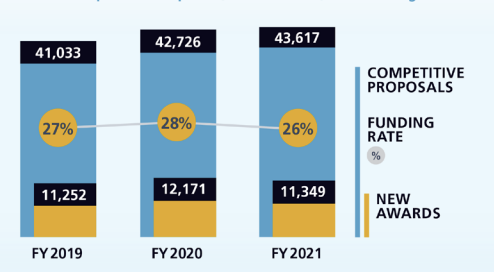 41,033
42,726
43,617
COMPETITIVE
PROPOSALS
27%
28%
26%
FUNDING
RATE
%
11,252
12,171
11,349
NEW
AWARDS
FY 2019
FY 2020
FY 2021